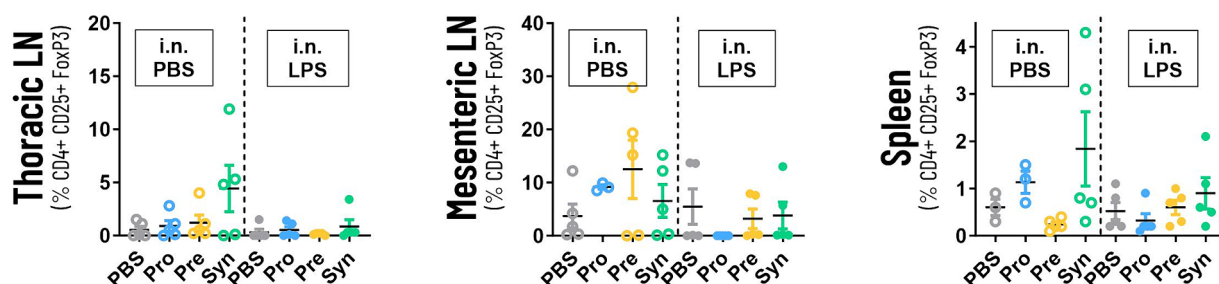 Thoracic LN
(% CD4+ CD25+ FoxP3)
20
15
10
5
0
i.n.
PBS
i.n.
LPS
PBS Pro Pre Syn PBS Pro Pre Syn
Mesenteric LN
(% CD4+ CD25+ FoxP3)
40
30
20
10
0
i.n.
PBS
i.n.
LPS
PBS Pro Pre Syn PBS Pro Pre Syn
Spleen
(% CD4+ CD25+ FoxP3)
4
3
2
1
0
i.n.
PBS
i.n.
LPS
PBS Pro Pre Syn PBS Pro Pre Syn